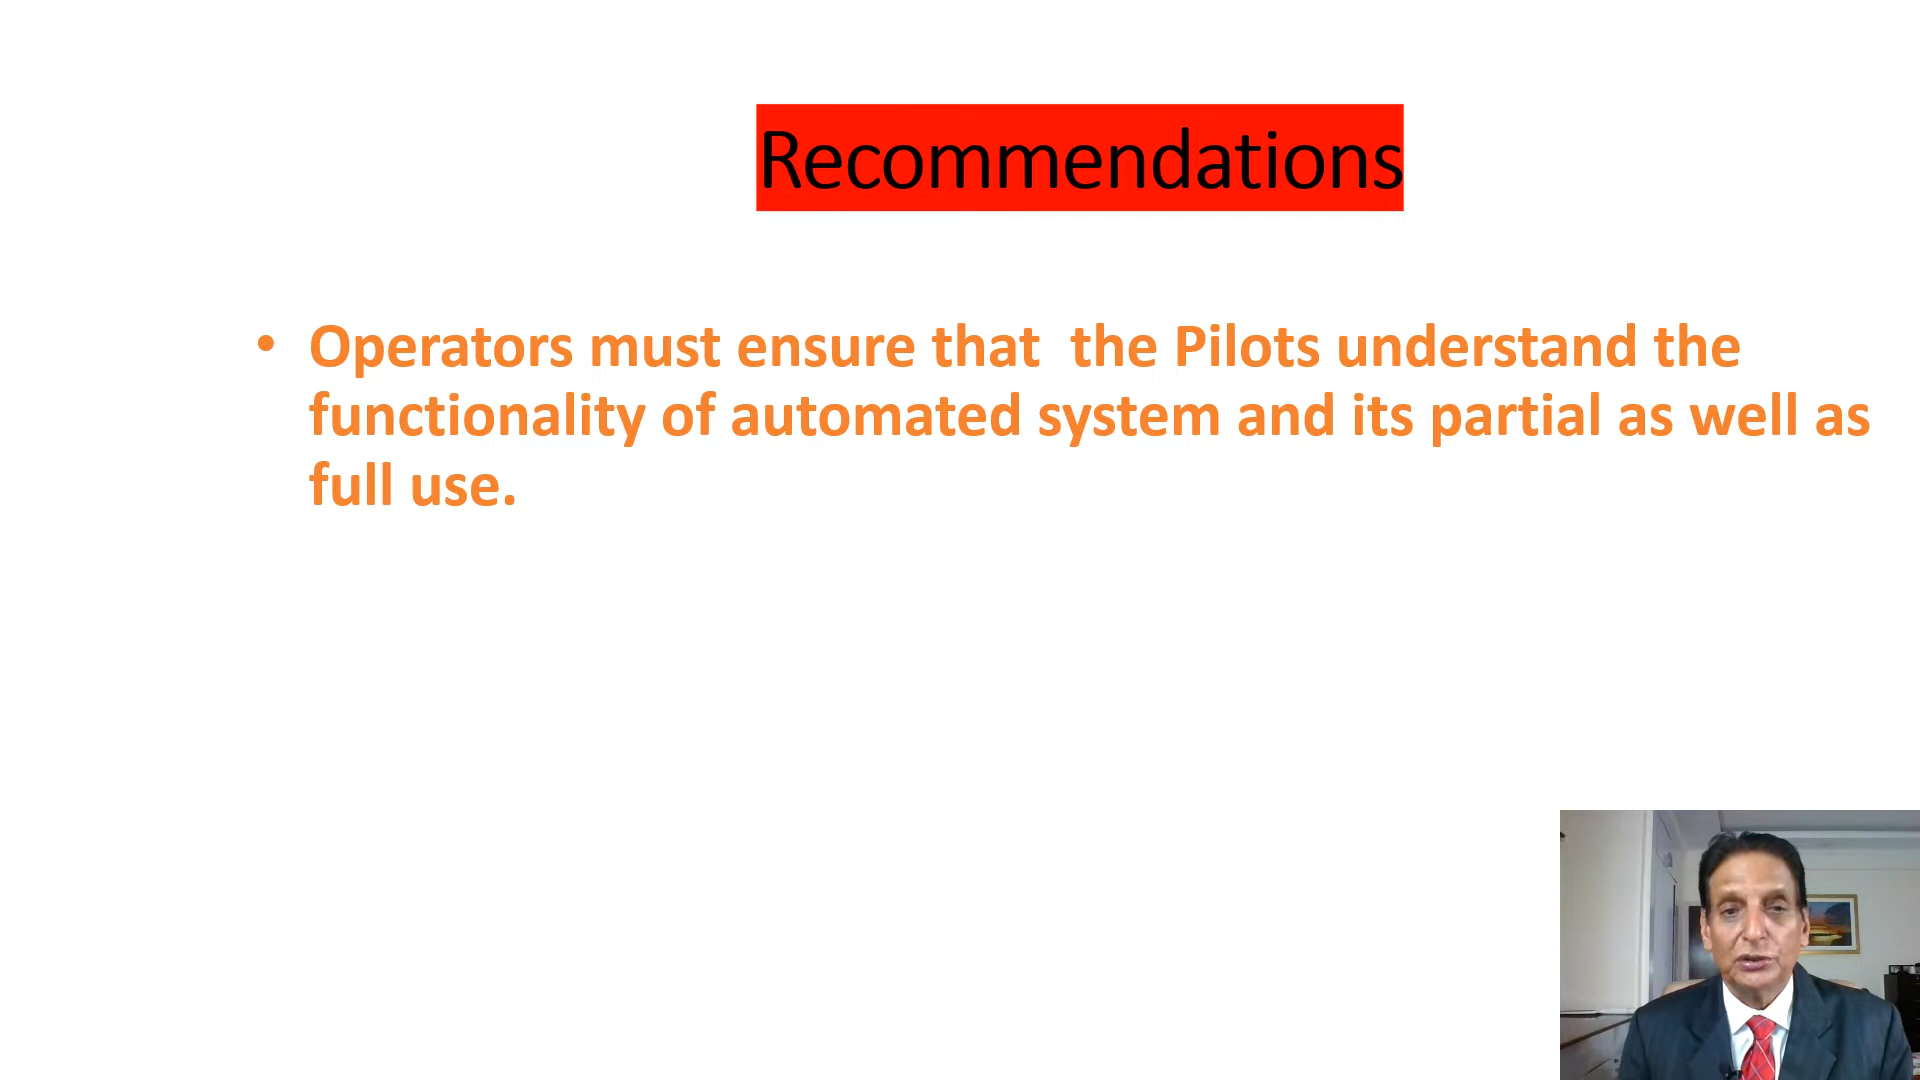 Recommendations
• Operators must ensure that  the Pilots understand the
functionality of automated system and its partial as well as
full use.